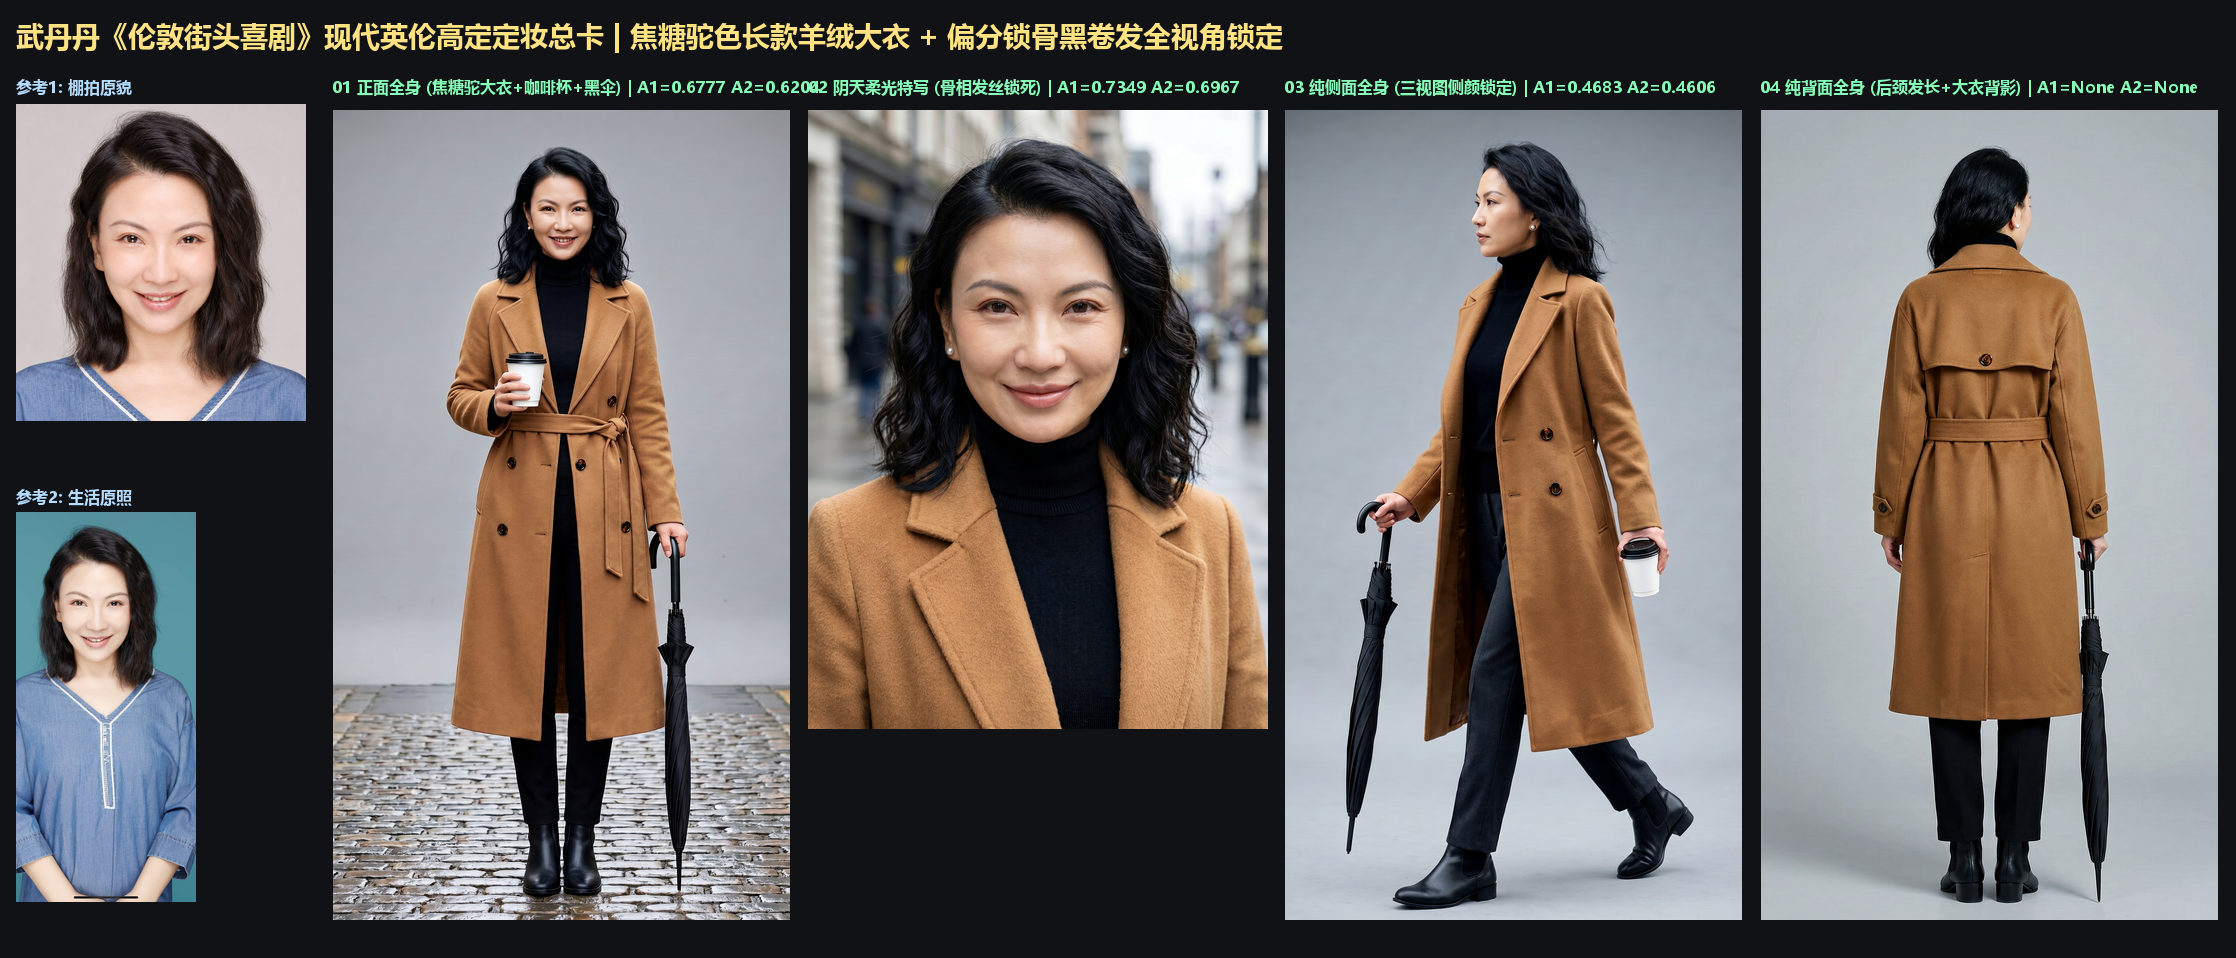 武丹丹《伦敦街头喜剧》现代英伦高定定妆总卡 | 焦糖驼色长款羊绒大衣 + 偏分锁骨黑卷发全视角锁定
参考1: 棚拍原貌
01 正面全身 (焦糖驼大衣+咖啡杯+黑伞) | A1=0.6777 A2=0.620
02 阴天柔光特写 (骨相发丝锁死) | A1=0.7349 A2=0.6967
03 纯侧面全身 (三视图侧颜锁定) | A1=0.4683 A2=0.4606
04 纯背面全身 (后颈发长+大衣背影) | A1=None A2=None
参考2: 生活原照